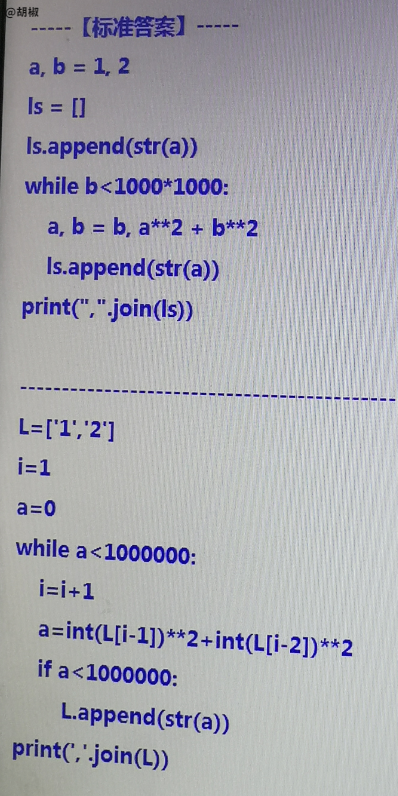 @胡椒
-----【标准答案】-----
a, b = 1, 2
ls = []
ls.append(str(a))
while b<1000*1000:
    a, b = b, a**2 + b**2
    ls.append(str(a))
print(",".join(ls))
--------------------------------------------
L=['1','2']
i=1
a=0
while a<1000000:
    i=i+1
    a=int(L[i-1])**2+int(L[i-2])**2
    if a<1000000:
        L.append(str(a))
print(','.join(L))